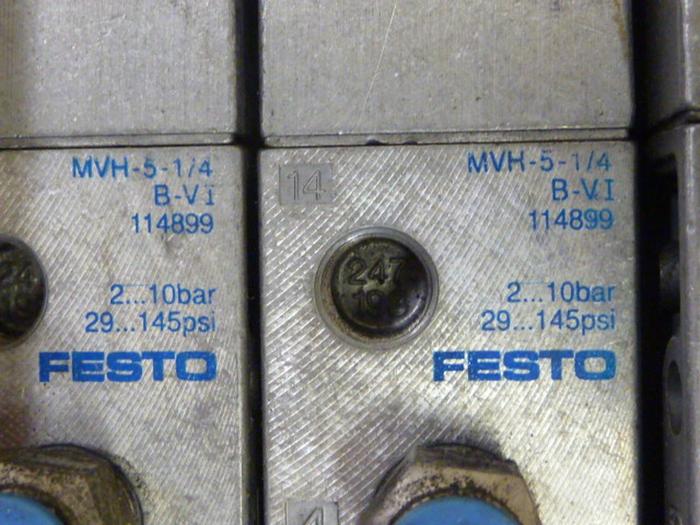 MVH-5-1/4
B-VI
114899
2...10bar
29...145psi
FESTO
14
MVH-5-1/4
B-VI
114899
247
2...10bar
29...145psi
FESTO
4